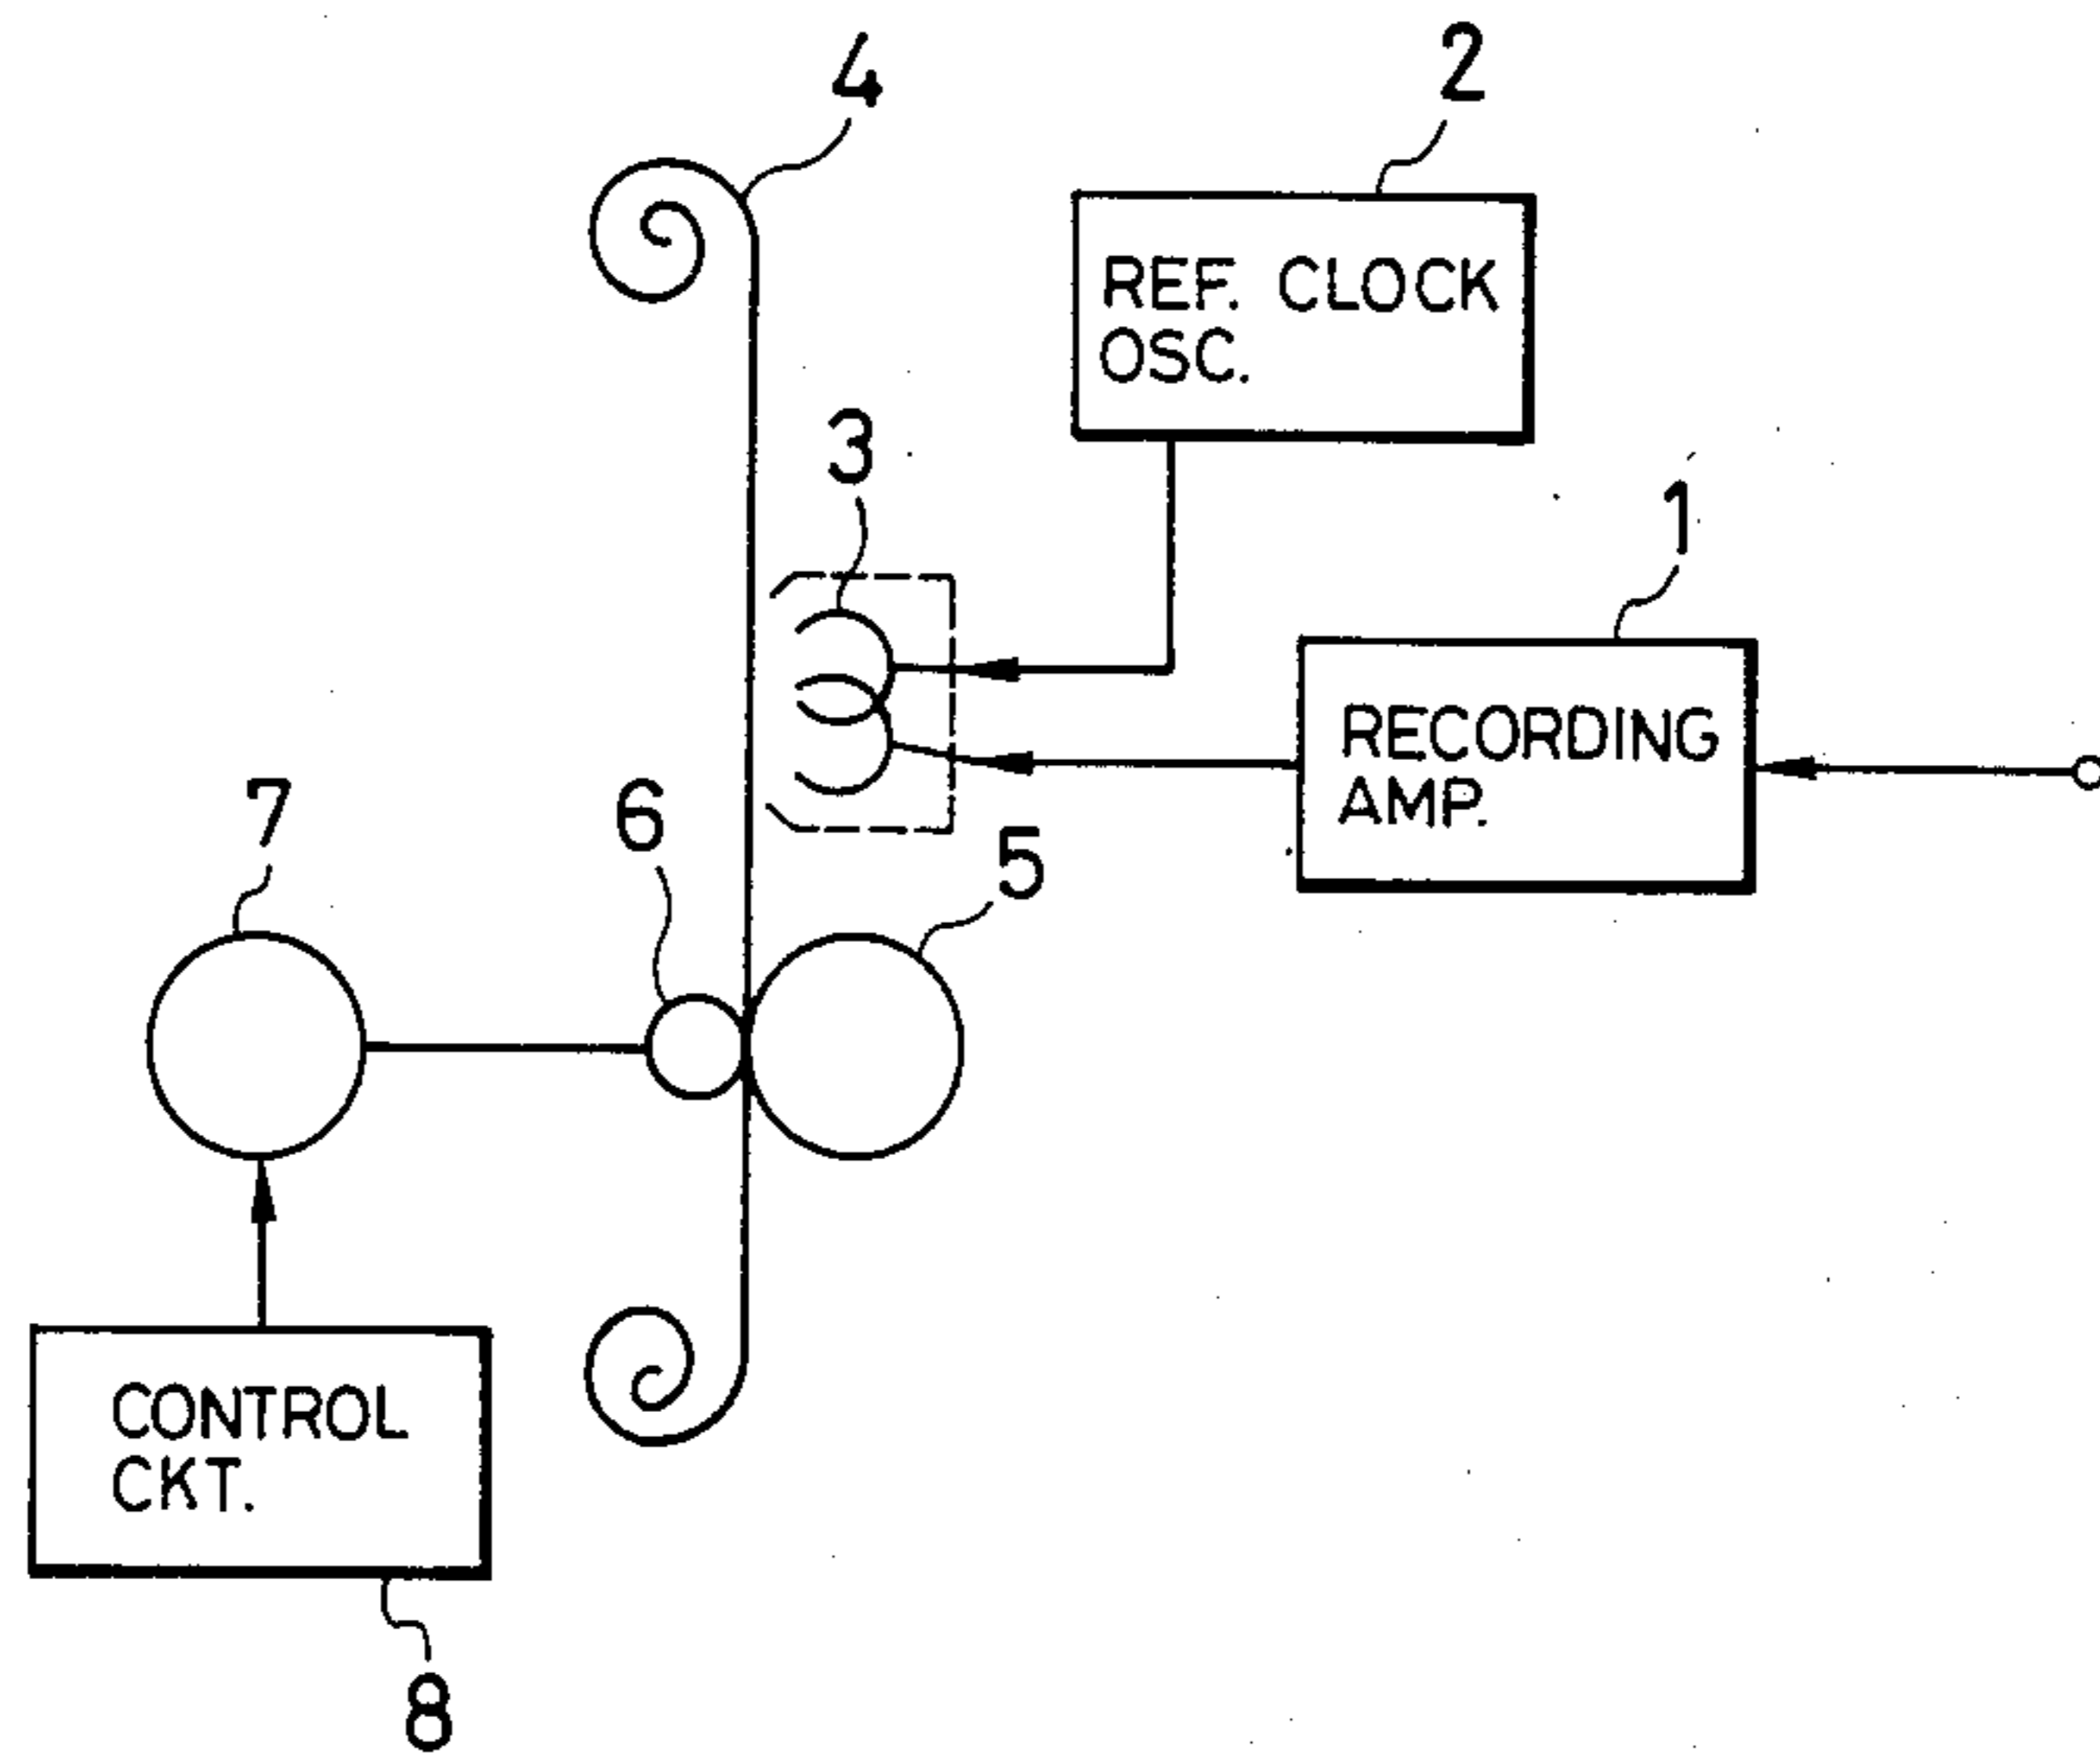 4
2
REF. CLOCK
OSC.
3
1
RECORDING
AMP.
7
6
5
CONTROL
CKT.
8